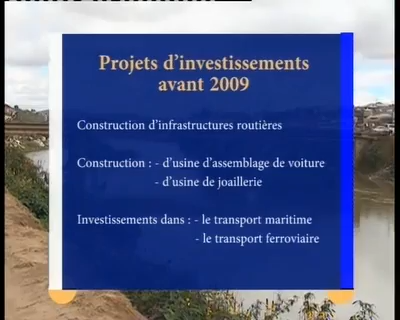 Projets d'investissements
avant 2009
Construction d'infrastructures routières
Construction : - d'usine d'assemblage de voiture
- d'usine de joaillerie
Investissements dans : - le transport maritime
- le transport ferroviaire